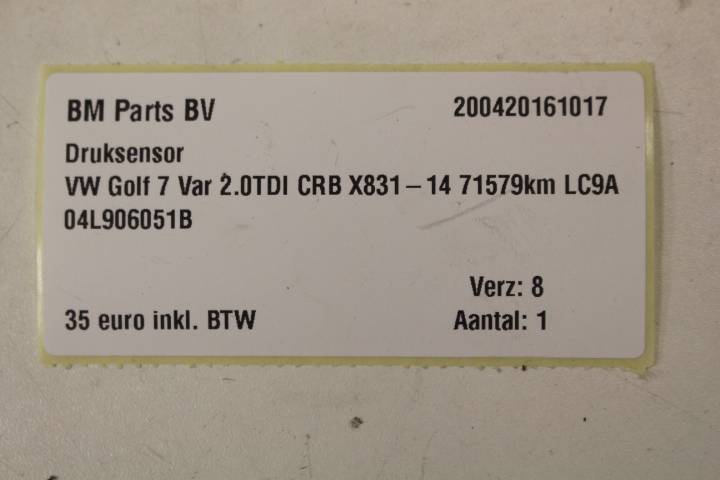 BM Parts BV 200420161017
Druksensor
VW Golf 7 Var 2.0TDI CRB X831-14 71579km LC9A
04L906051B
Verz: 8
35 euro inkl. BTW Aantal: 1